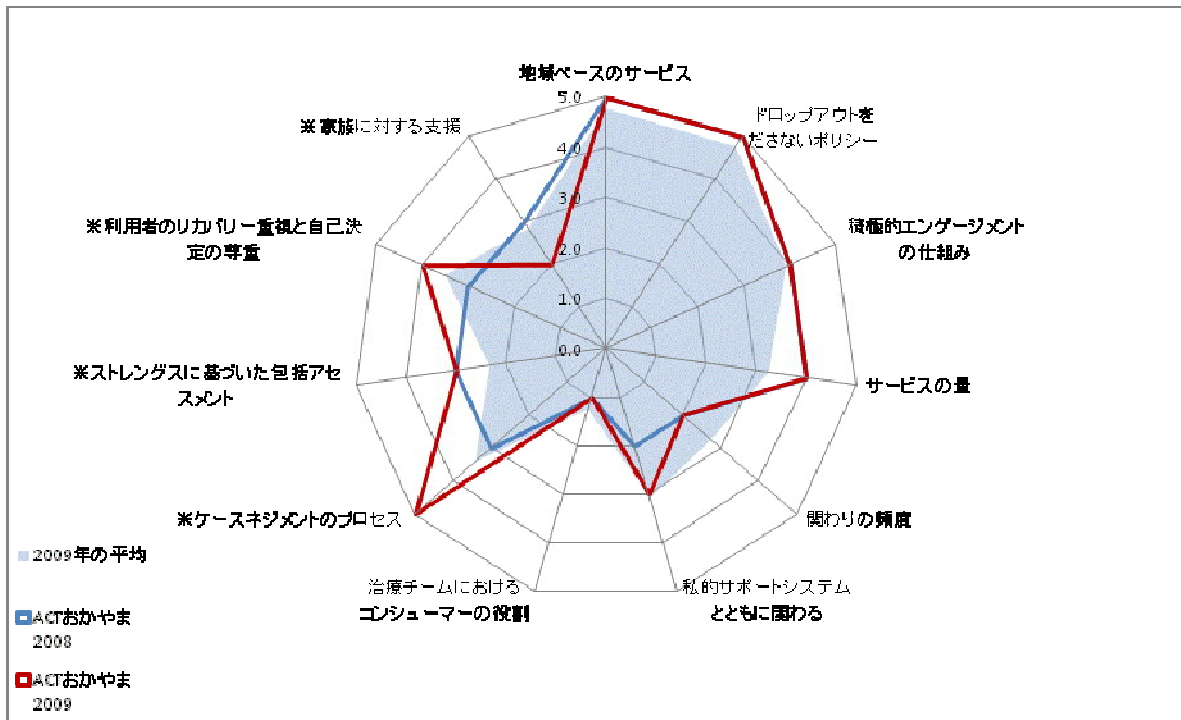 地域ベースのサービス
5.0
4.0
3.0
2.0
1.0
0.0
ドロップアウトを
ださないポリシー
積極的エンゲージメント
の仕組み
サービスの量
関わりの頻度
私的サポートシステム
とともに関わる
治療チームにおける
コンシューマーの役割
※ケースネジメントのプロセス
※ストレングスに基づいた包括アセ
スメント
※利用者のリカバリー重視と自己決
定の尊重
※家族に対する支援
2009年の平均
ACTおかやま
2008
ACTおかやま
2009